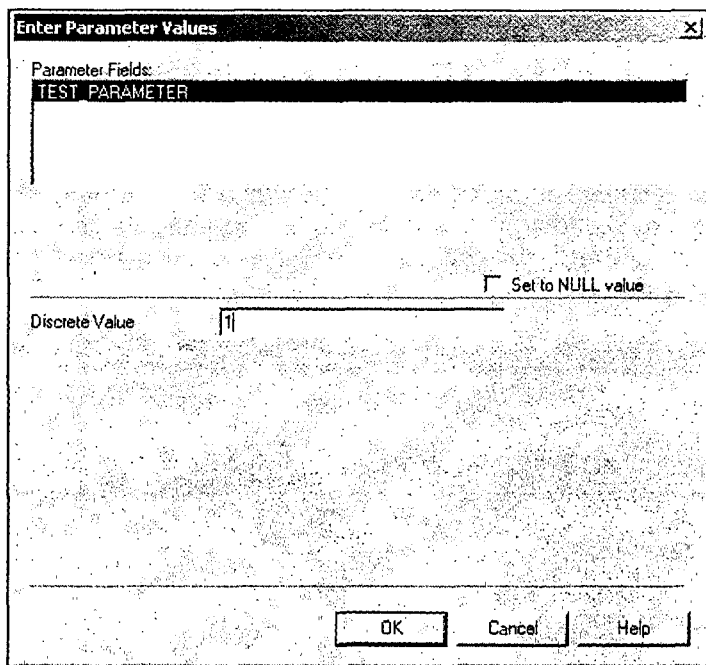 Enter Parameter Values
Parameter Fields:
TEST_PARAMETER
Set to NULL value
Discrete Value 1
OK Cancel Help